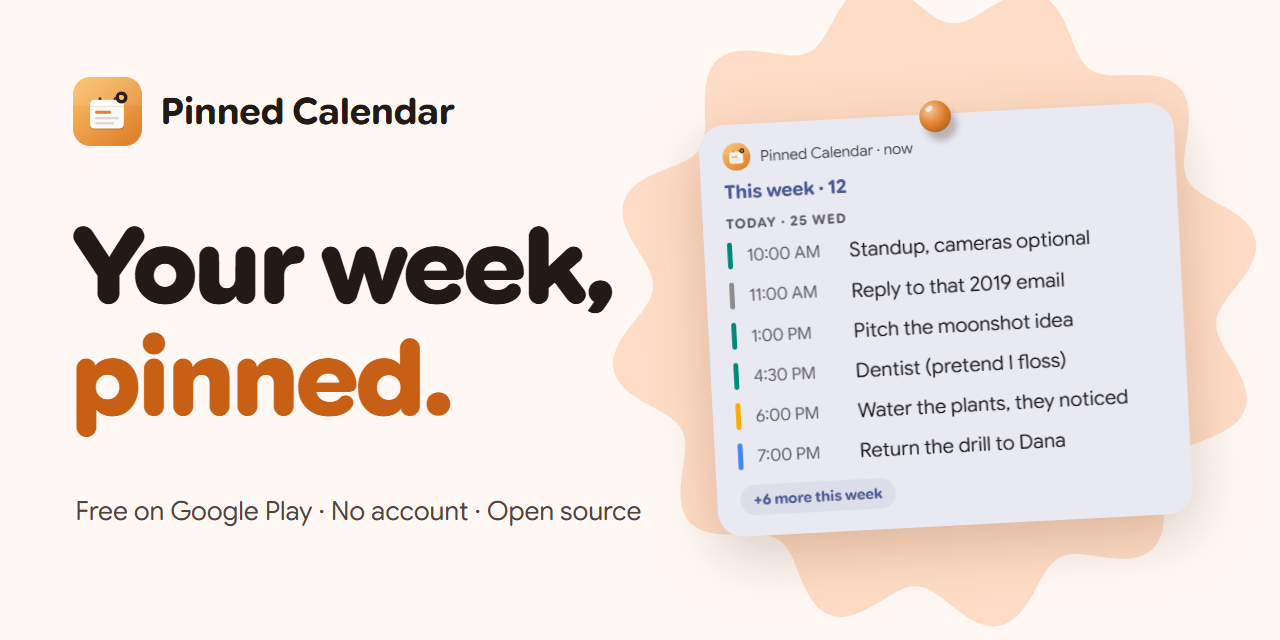 Pinned Calendar
Your week,
pinned.
Free on Google Play · No account · Open source
Pinned Calendar · now
This week · 12
TODAY · 25 WED
10:00 AM Standup, cameras optional
11:00 AM Reply to that 2019 email
1:00 PM Pitch the moonshot idea
4:30 PM Dentist (pretend I floss)
6:00 PM Water the plants, they noticed
7:00 PM Return the drill to Dana
+6 more this week